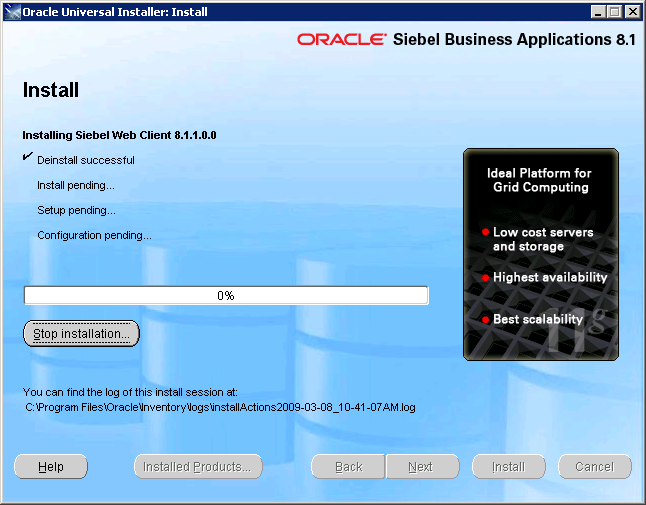 Oracle Universal Installer: Install
ORACLE Siebel Business Applications 8.1
Install
Installing Siebel Web Client 8.1.1.0.0
Deinstall successful
Install pending...
Setup pending...
Configuration pending...
0%
Stop installation...
Ideal Platform for
Grid Computing
Low cost servers
and storage
Highest availability
Best scalability
You can find the log of this install session at:
C:\Program Files\Oracle\Inventory\logs\installActions2009-03-08_10-41-07AM.log
Help
Installed Products...
Back
Next
Install
Cancel